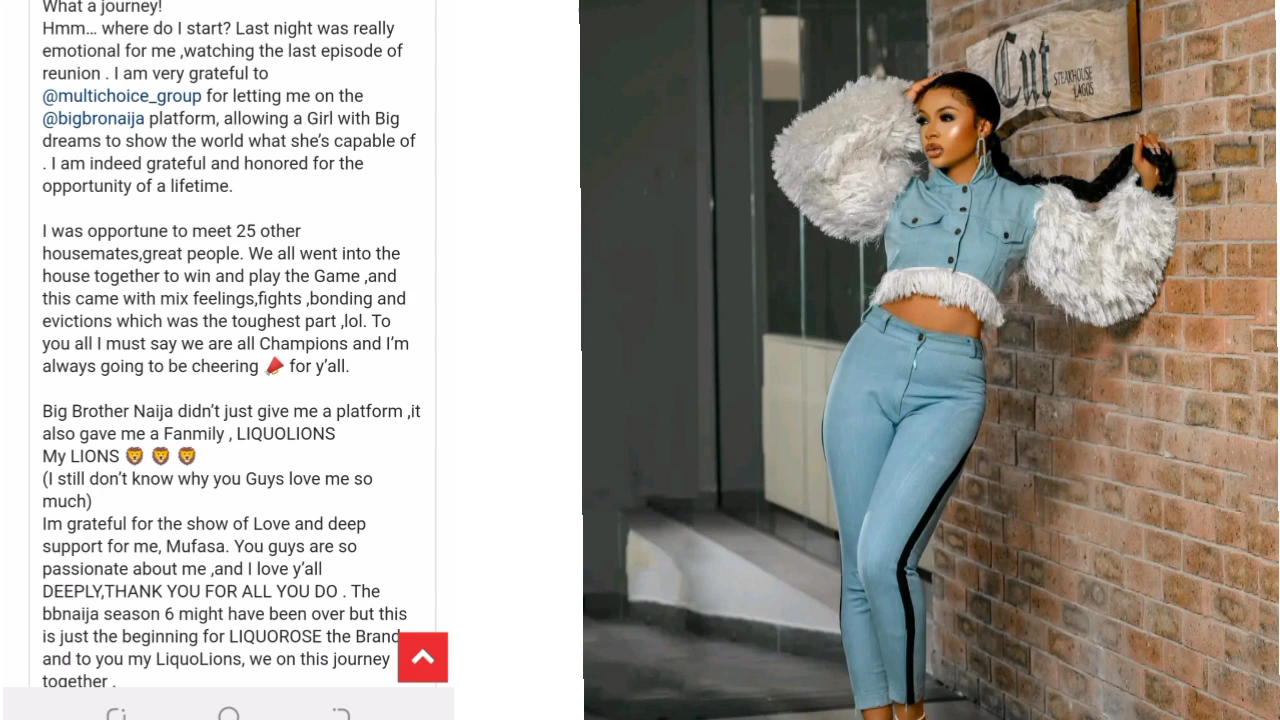 What a journey!
Hmm… where do I start? Last night was really
emotional for me ,watching the last episode of
reunion . I am very grateful to
@multichoice_group for letting me on the
@bigbronaija platform, allowing a Girl with Big
dreams to show the world what she’s capable of
. I am indeed grateful and honored for the
opportunity of a lifetime.
I was opportune to meet 25 other
housemates,great people. We all went into the
house together to win and play the Game ,and
this came with mix feelings,fights ,bonding and
evictions which was the toughest part ,lol. To
you all I must say we are all Champions and I’m
always going to be cheering 📣 for y’all.
Big Brother Naija didn’t just give me a platform ,it
also gave me a Fanmily , LIQUOLIONS
My LIONS 🦁 🦁 🦁
(I still don’t know why you Guys love me so
much)
Im grateful for the show of Love and deep
support for me, Mufasa. You guys are so
passionate about me ,and I love y’all
DEEPLY,THANK YOU FOR ALL YOU DO . The
bbnaija season 6 might have been over but this
is just the beginning for LIQUOROSE the Brand
and to you my LiquoLions, we on this journey
together .
Cut
STEAKHOUSE
LAGOS